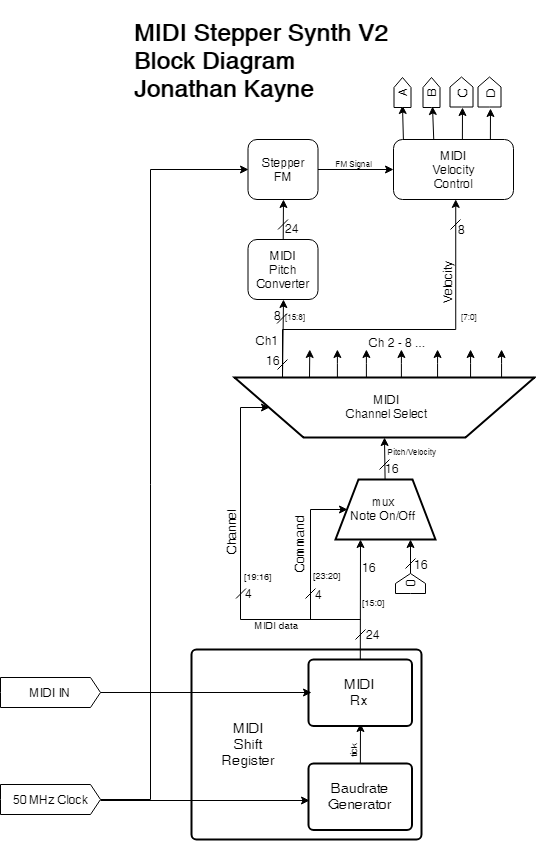 MIDI Stepper Synth V2
Block Diagram
Jonathan Kayne
A
B
C
D
Stepper
FM
FM Signal
MIDI
Velocity
Control
24
8
MIDI
Pitch
Converter
Velocity
8
[15:8]
[7:0]
Ch1
Ch 2 - 8 ...
16
MIDI
Channel Select
Pitch/Velocity
16
mux
Note On/Off
Channel
Command
16
16
0
[19:16]
[23:20]
4
4
[15:0]
MIDI data
24
MIDI IN
MIDI
Rx
MIDI
Shift
Register
tick
50 MHz Clock
Baudrate
Generator